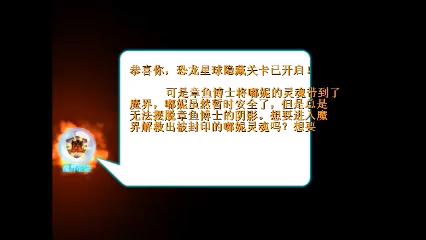 恭喜你，恐龙星球隐藏关卡已开启！
可是章鱼博士将嘟妮的灵魂带到了
魔界，嘟妮虽然暂时安全了，但是总是
无法摆脱章鱼博士的阴影。想要进入魔
界解救出被封印的嘟妮灵魂吗？想要